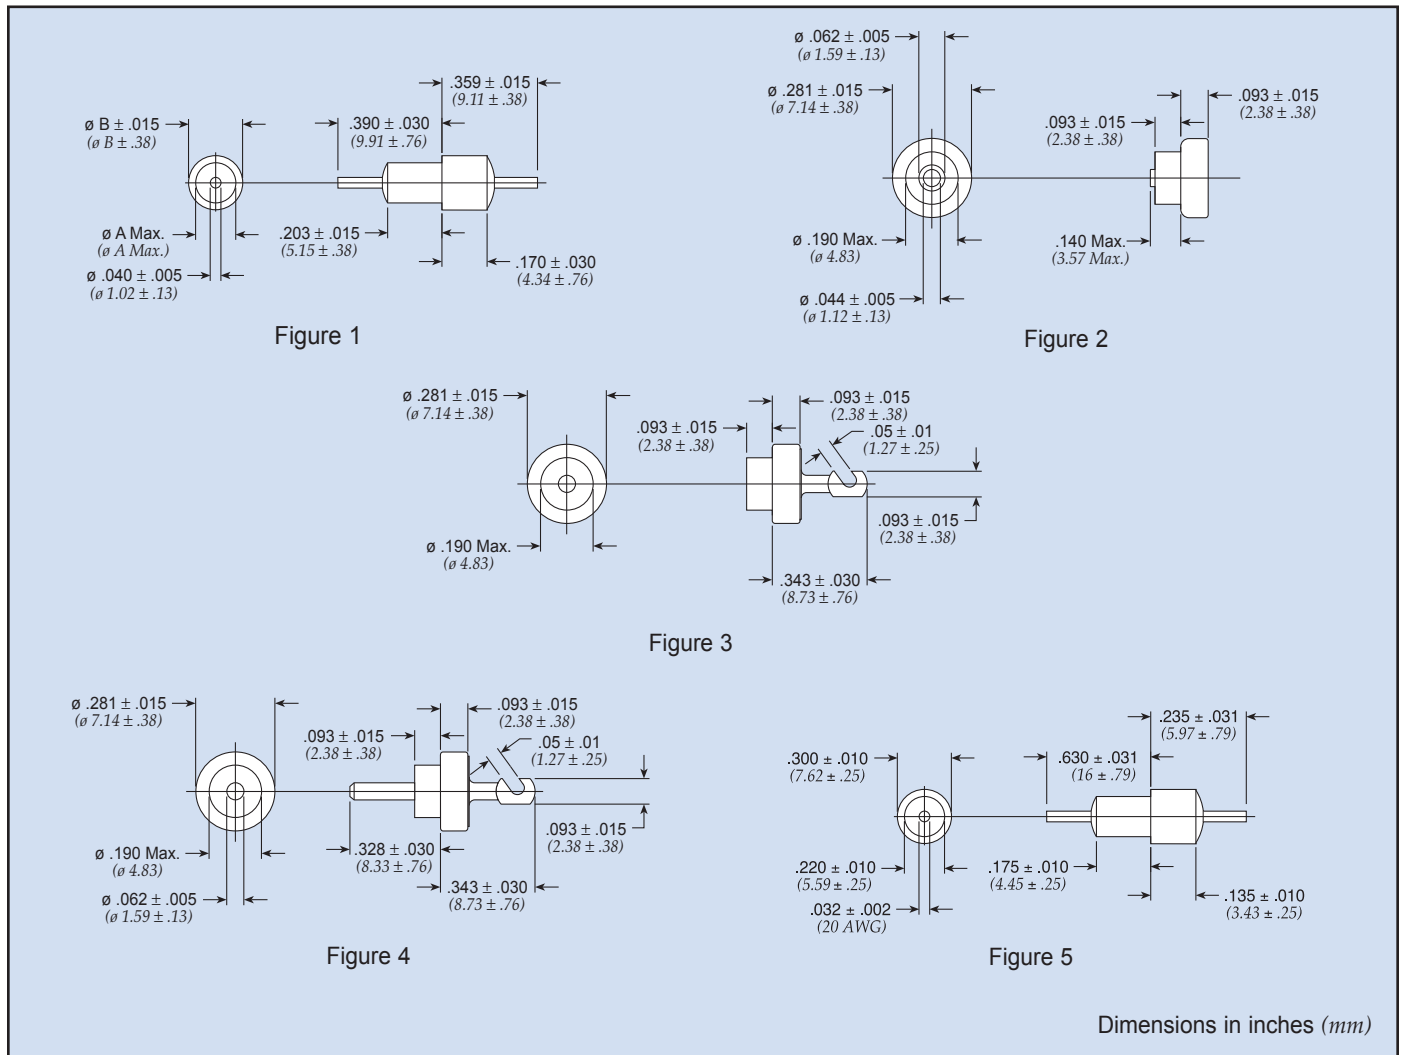 .359 ± .015
(9.11 ± .38)
ø B ± .015
(ø B ± .38)
.390 ± .030
(9.91 ± .76)
ø A Max.
(ø A Max.)
.203 ± .015
(5.15 ± .38)
.170 ± .030
(4.34 ± .76)
ø .040 ± .005
(ø 1.02 ± .13)
Figure 1
ø .062 ± .005
(ø 1.59 ± .13)
ø .281 ± .015
(ø 7.14 ± .38)
.093 ± .015
(2.38 ± .38)
.093 ± .015
(2.38 ± .38)
ø .190 Max.
(ø 4.83)
.140 Max.
(3.57 Max.)
ø .044 ± .005
(ø 1.12 ± .13)
Figure 2
ø .281 ± .015
(ø 7.14 ± .38)
.093 ± .015
(2.38 ± .38)
.093 ± .015
(2.38 ± .38)
.05 ± .01
(1.27 ± .25)
.093 ± .015
(2.38 ± .38)
ø .190 Max.
(ø 4.83)
.343 ± .030
(8.73 ± .76)
Figure 3
ø .281 ± .015
(ø 7.14 ± .38)
.093 ± .015
(2.38 ± .38)
.093 ± .015
(2.38 ± .38)
.05 ± .01
(1.27 ± .25)
.093 ± .015
(2.38 ± .38)
ø .190 Max.
(ø 4.83)
.328 ± .030
(8.33 ± .76)
.343 ± .030
(8.73 ± .76)
ø .062 ± .005
(ø 1.59 ± .13)
Figure 4
.235 ± .031
(5.97 ± .79)
.300 ± .010
(7.62 ± .25)
.630 ± .031
(16 ± .79)
.220 ± .010
(5.59 ± .25)
.175 ± .010
(4.45 ± .25)
.135 ± .010
(3.43 ± .25)
.032 ± .002
(20 AWG)
Figure 5
Dimensions in inches (mm)